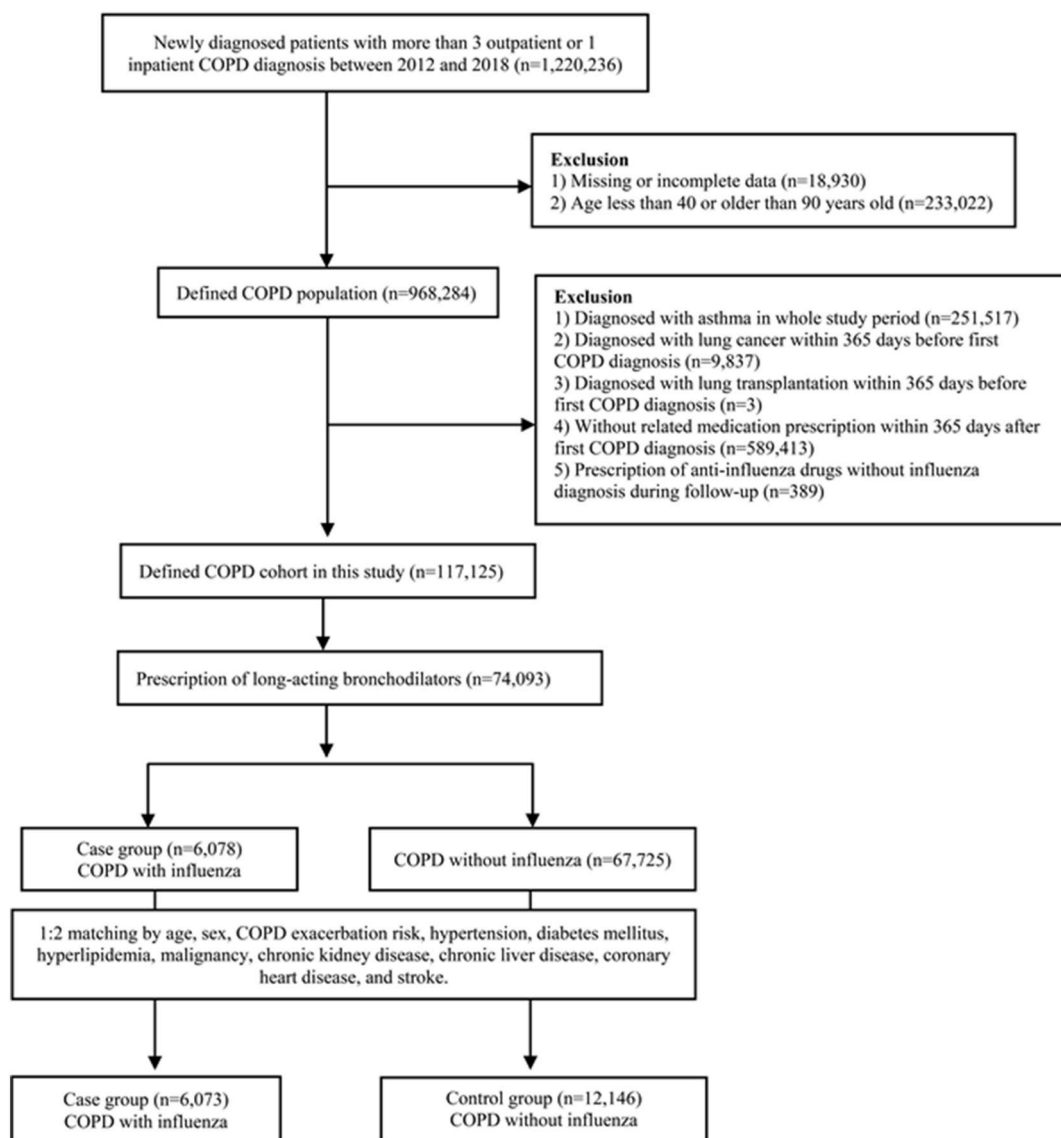 Newly diagnosed patients with more than 3 outpatient or 1
inpatient COPD diagnosis between 2012 and 2018 (n=1,220,236)
Exclusion
1) Missing or incomplete data (n=18,930)
2) Age less than 40 or older than 90 years old (n=233,022)
Defined COPD population (n=968,284)
Exclusion
1) Diagnosed with asthma in whole study period (n=251,517)
2) Diagnosed with lung cancer within 365 days before first
COPD diagnosis (n=9,837)
3) Diagnosed with lung transplantation within 365 days before
first COPD diagnosis (n=3)
4) Without related medication prescription within 365 days after
first COPD diagnosis (n=589,413)
5) Prescription of anti-influenza drugs without influenza
diagnosis during follow-up (n=389)
Defined COPD cohort in this study (n=117,125)
Prescription of long-acting bronchodilators (n=74,093)
Case group (n=6,078)
COPD with influenza
COPD without influenza (n=67,725)
1:2 matching by age, sex, COPD exacerbation risk, hypertension, diabetes mellitus,
hyperlipidemia, malignancy, chronic kidney disease, chronic liver disease, coronary
heart disease, and stroke.
Case group (n=6,073)
COPD with influenza
Control group (n=12,146)
COPD without influenza